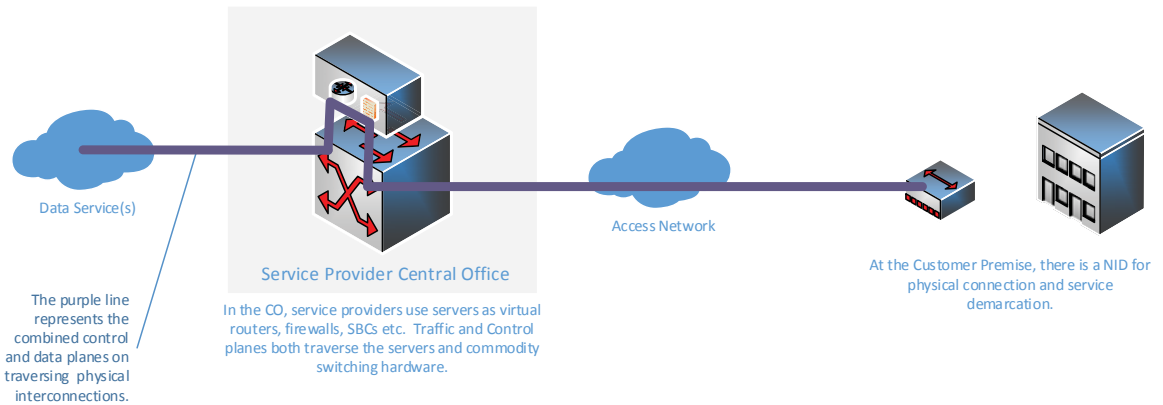 Data Service(s)
Service Provider Central Office
Access Network
The purple line
represents the
combined control
and data planes on
traversing physical
interconnections.
In the CO, service providers use servers as virtual
routers, firewalls, SBCs etc. Traffic and Control
planes both traverse the servers and commodity
switching hardware.
At the Customer Premise, there is a NID for
physical connection and service
demarcation.